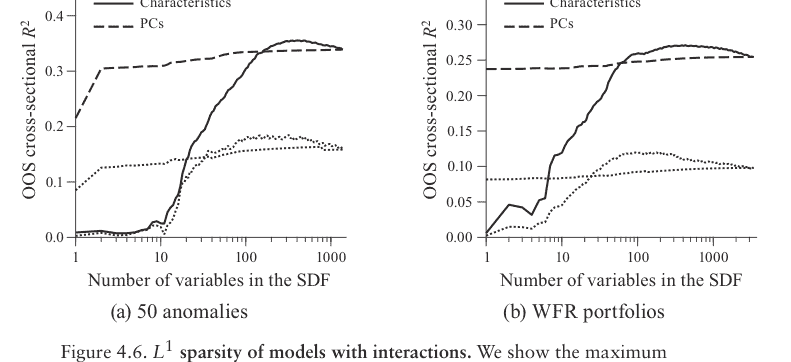 Characteristics
PCs
0.4
0.3
0.2
0.1
0.0
OOS cross-sectional R²
1 10 100 1000
Number of variables in the SDF
(a) 50 anomalies
Characteristics
PCs
0.30
0.25
0.20
0.15
0.10
0.05
0.00
OOS cross-sectional R²
1 10 100 1000
Number of variables in the SDF
(b) WFR portfolios
Figure 4.6. L¹ sparsity of models with interactions. We show the maximum